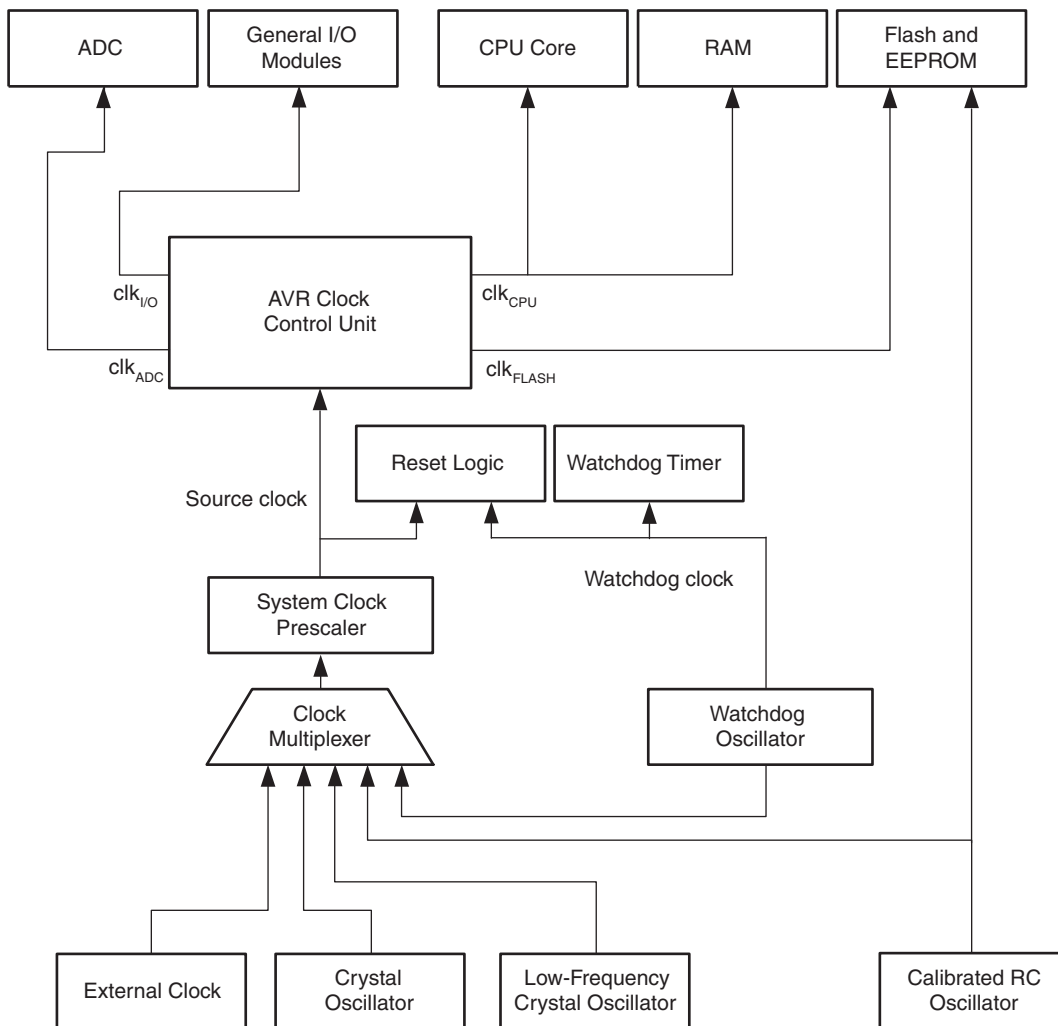 ADC
General I/O
Modules
CPU Core
RAM
Flash and
EEPROM
clkI/O
AVR Clock
Control Unit
clkCPU
clkADC
clkFLASH
Reset Logic
Watchdog Timer
Source clock
Watchdog clock
System Clock
Prescaler
Clock
Multiplexer
Watchdog
Oscillator
External Clock
Crystal
Oscillator
Low-Frequency
Crystal Oscillator
Calibrated RC
Oscillator